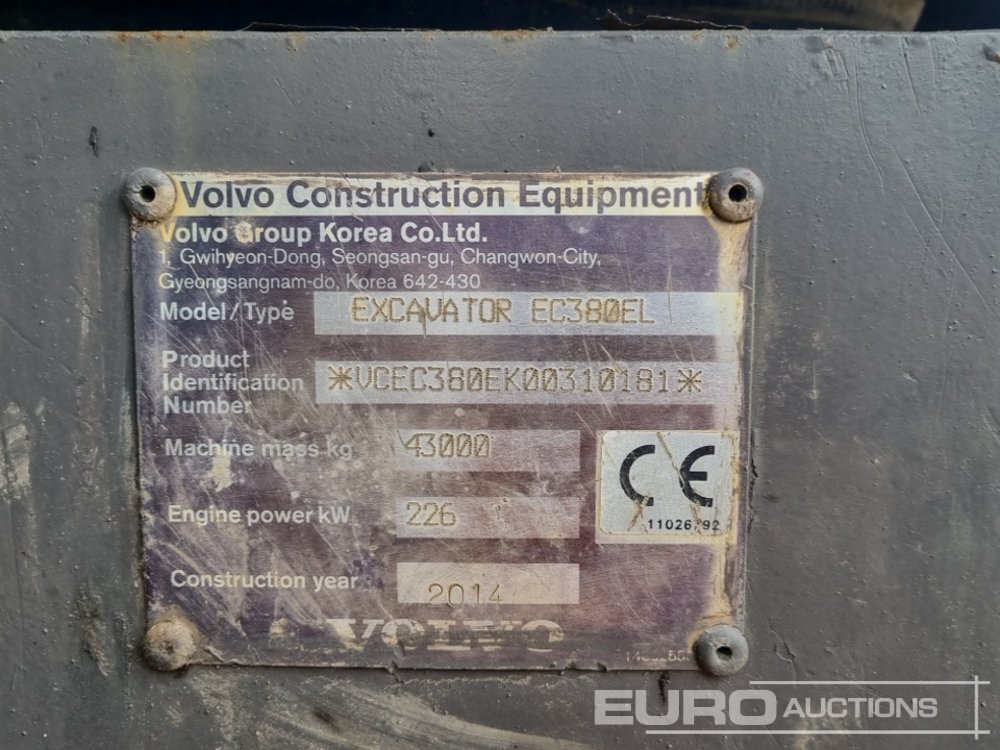 Volvo Construction Equipment
Volvo Group Korea Co.Ltd.
1, Gwihyeon-Dong, Seongsan-gu, Changwon-City,
Gyeongsangnam-do, Korea 642-430
Model/Type EXCAVATOR EC380EL
Product
Identification *VCEC380EK00310181*
Number
Machine mass kg 43000
CE
Engine power kW 226
Construction year 2014
VOLVO
EURO AUCTIONS